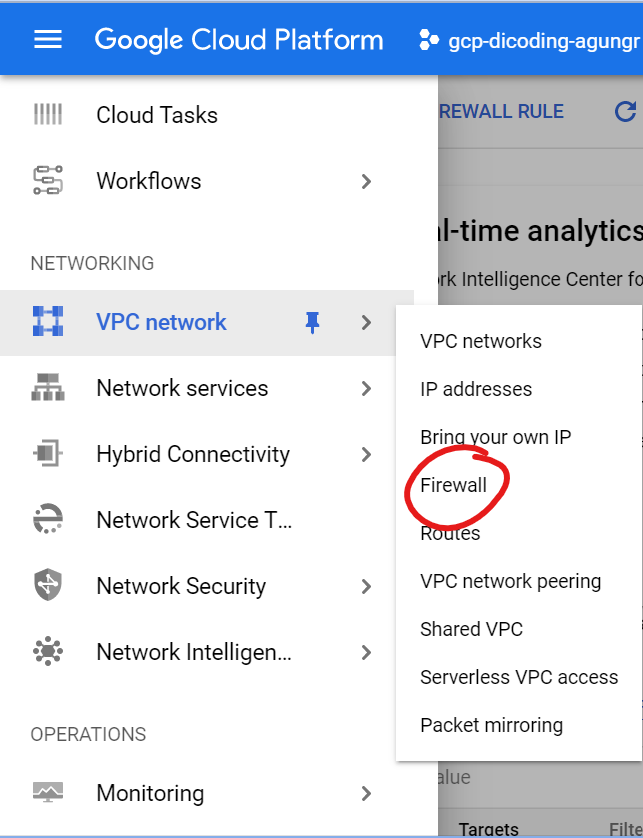 Google Cloud Platform
gcp-dicoding-agungr
Cloud Tasks
REWALL RULE
Workflows
al-time analytics
NETWORKING
rk Intelligence Center fo
VPC network
VPC networks
Network services
IP addresses
Bring your own IP
Hybrid Connectivity
Firewall
Network Service T...
Routes
Network Security
VPC network peering
Shared VPC
Network Intelligen...
Serverless VPC access
OPERATIONS
Packet mirroring
alue
Monitoring
Targets
Filte